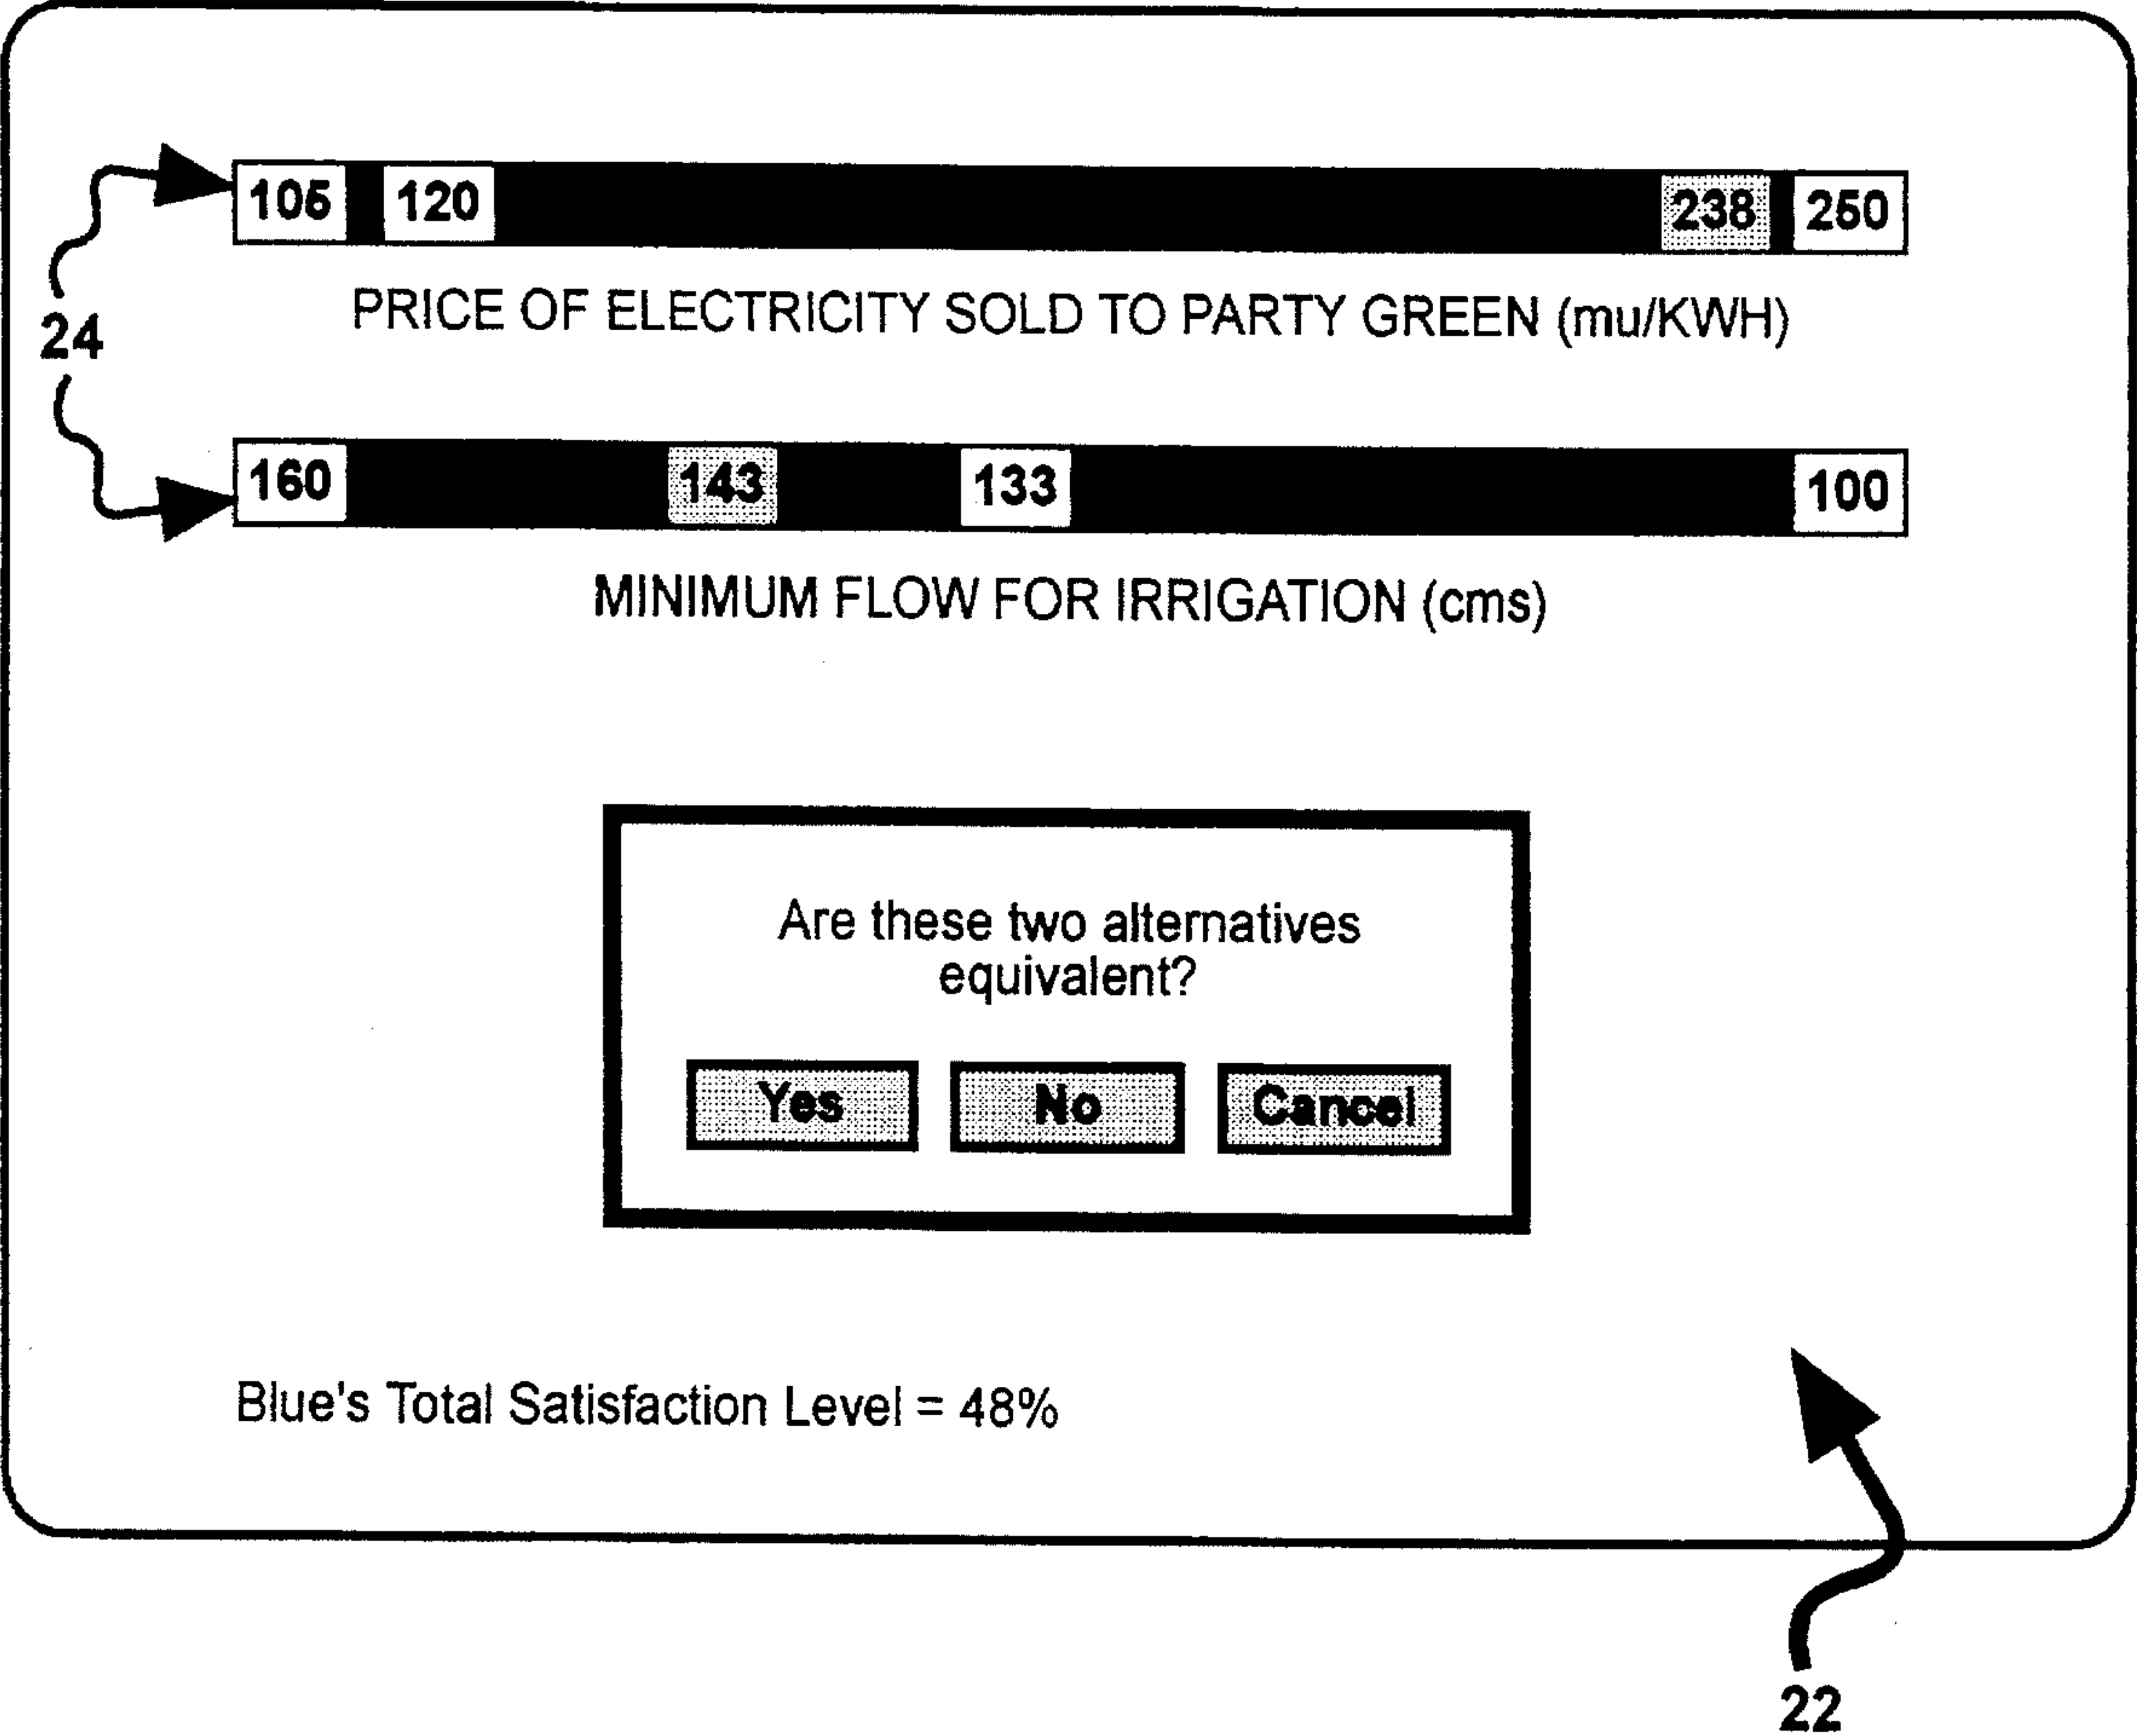 105 120 238 250
PRICE OF ELECTRICITY SOLD TO PARTY GREEN (mu/KWH)
24
160 143 133 100
MINIMUM FLOW FOR IRRIGATION (cms)
Are these two alternatives
equivalent?
Yes No Cancel
Blue's Total Satisfaction Level = 48%
22